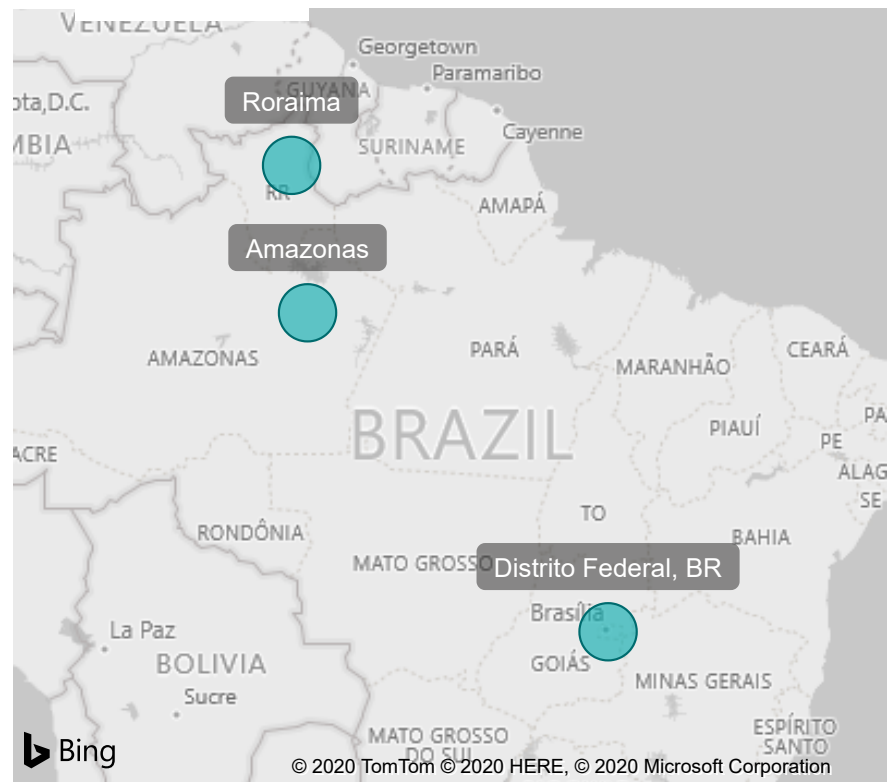 VENEZUELA
Georgetown
Paramaribo
GUYANA
Roraima
ota,D.C.
MBIA
Cayenne
SURINAME
RR
AMAPÁ
Amazonas
AMAZONAS
PARÁ
MARANHÃO
CEARÁ
BRAZIL
PIAUÍ
PA
PE
ACRE
ALAG
SE
TO
RONDÔNIA
BAHIA
MATO GROSSO
Distrito Federal, BR
Brasília
La Paz
BOLIVIA
GOIÁS
MINAS GERAIS
Sucre
MATO GROSSO
DO SUL
ESPÍRITO
SANTO
Bing
© 2020 TomTom © 2020 HERE, © 2020 Microsoft Corporation